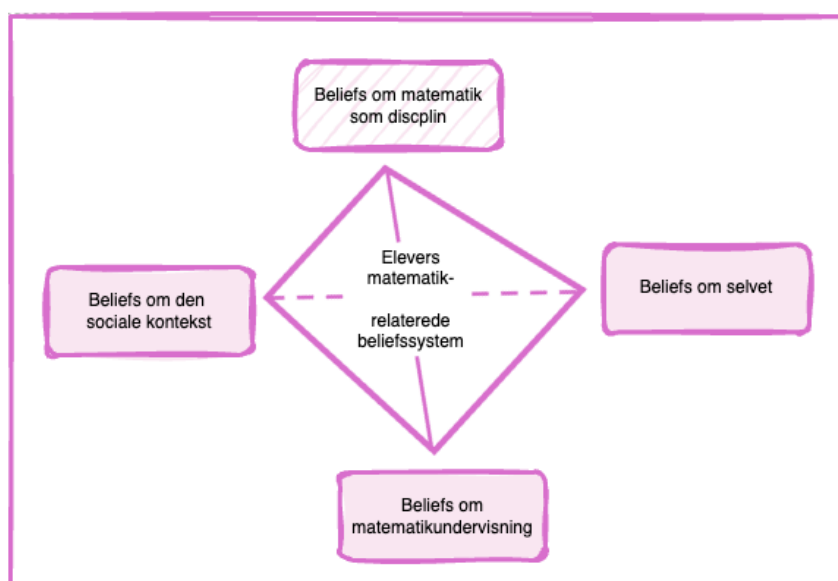 Beliefs om matematik
som discplin
Elevers
matematik-
relaterede
beliefssystem
Beliefs om den
sociale kontekst
Beliefs om selvet
Beliefs om
matematikundervisning